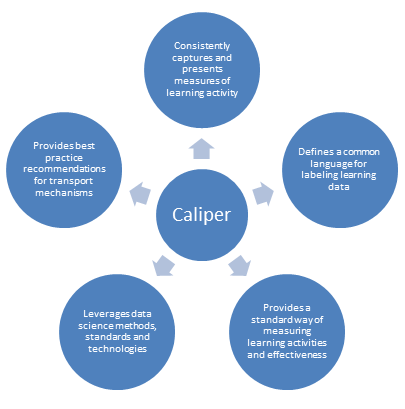 Consistently
captures and
presents
measures of
learning activity
Defines a common
language for
labeling learning
data
Provides a
standard way of
measuring
learning activities
and effectiveness
Leverages data
science methods,
standards and
technologies
Provides best
practice
recommendations
for transport
mechanisms
Caliper